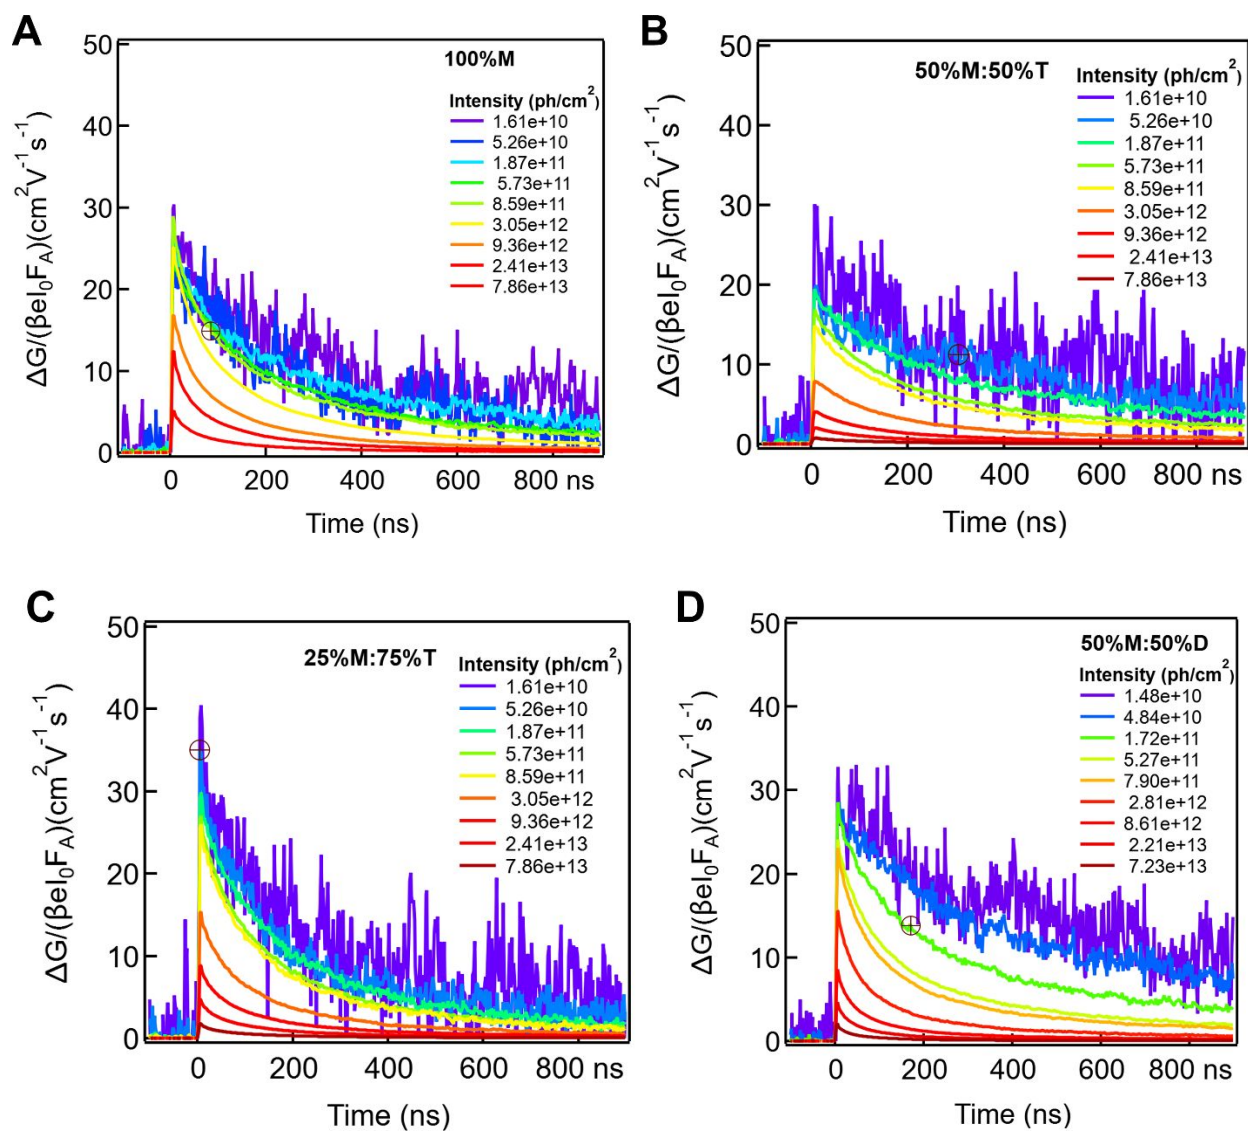 A
100%M
Intensity (ph/cm²)
1.61e+10
5.26e+10
1.87e+11
5.73e+11
8.59e+11
3.05e+12
9.36e+12
2.41e+13
7.86e+13
50
40
30
20
10
0
ΔG/(βeI₀F_A)(cm²V⁻¹s⁻¹)
0 200 400 600 800 ns
Time (ns)
B
50%M:50%T
Intensity (ph/cm²)
1.61e+10
5.26e+10
1.87e+11
5.73e+11
8.59e+11
3.05e+12
9.36e+12
2.41e+13
7.86e+13
50
40
30
20
10
0
ΔG/(βeI₀F_A)(cm²V⁻¹s⁻¹)
0 200 400 600 800 ns
Time (ns)
C
25%M:75%T
Intensity (ph/cm²)
1.61e+10
5.26e+10
1.87e+11
5.73e+11
8.59e+11
3.05e+12
9.36e+12
2.41e+13
7.86e+13
50
40
30
20
10
0
ΔG/(βeI₀F_A)(cm²V⁻¹s⁻¹)
0 200 400 600 800 ns
Time (ns)
D
50%M:50%D
Intensity (ph/cm²)
1.48e+10
4.84e+10
1.72e+11
5.27e+11
7.90e+11
2.81e+12
8.61e+12
2.21e+13
7.23e+13
50
40
30
20
10
0
ΔG/(βeI₀F_A)(cm²V⁻¹s⁻¹)
0 200 400 600 800 ns
Time (ns)